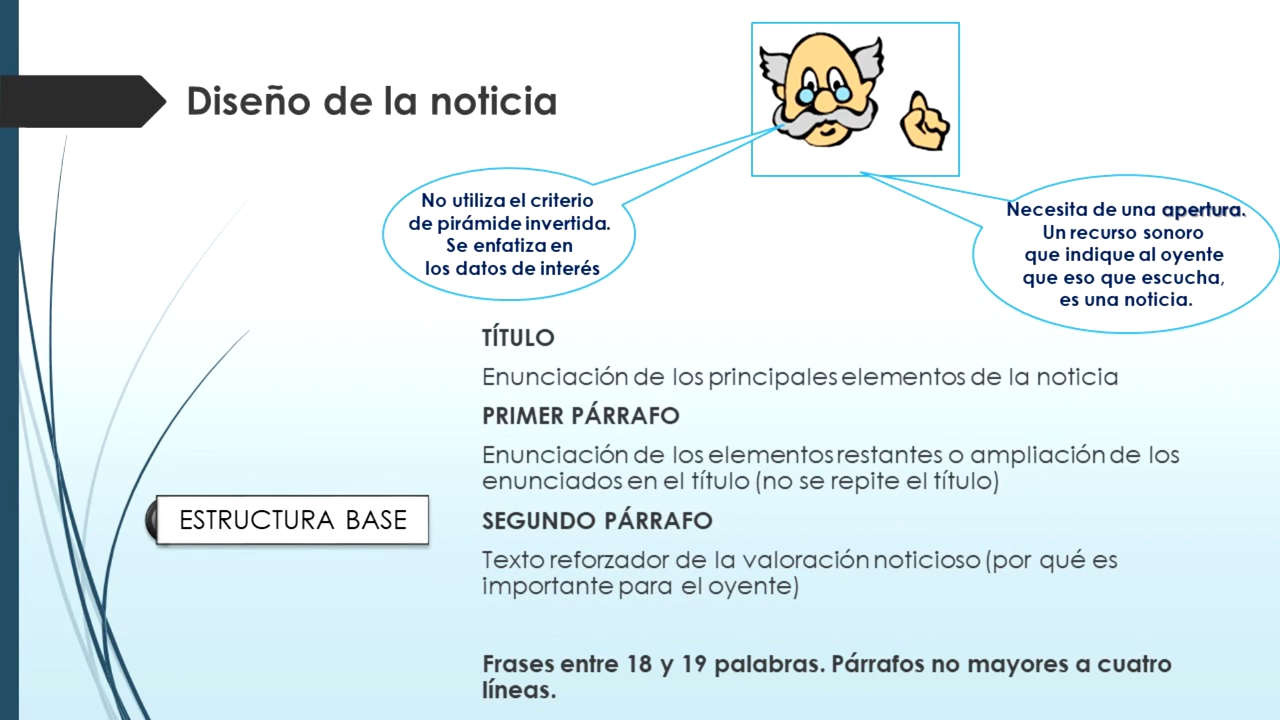 Diseño de la noticia
No utiliza el criterio
de pirámide invertida.
Se enfatiza en
los datos de interés
Necesita de una apertura.
Un recurso sonoro
que indique al oyente
que eso que escucha,
es una noticia.
TÍTULO
Enunciación de los principales elementos de la noticia
PRIMER PÁRRAFO
Enunciación de los elementos restantes o ampliación de los
enunciados en el título (no se repite el título)
ESTRUCTURA BASE
SEGUNDO PÁRRAFO
Texto reforzador de la valoración noticioso (por qué es
importante para el oyente)
Frases entre 18 y 19 palabras. Párrafos no mayores a cuatro
líneas.